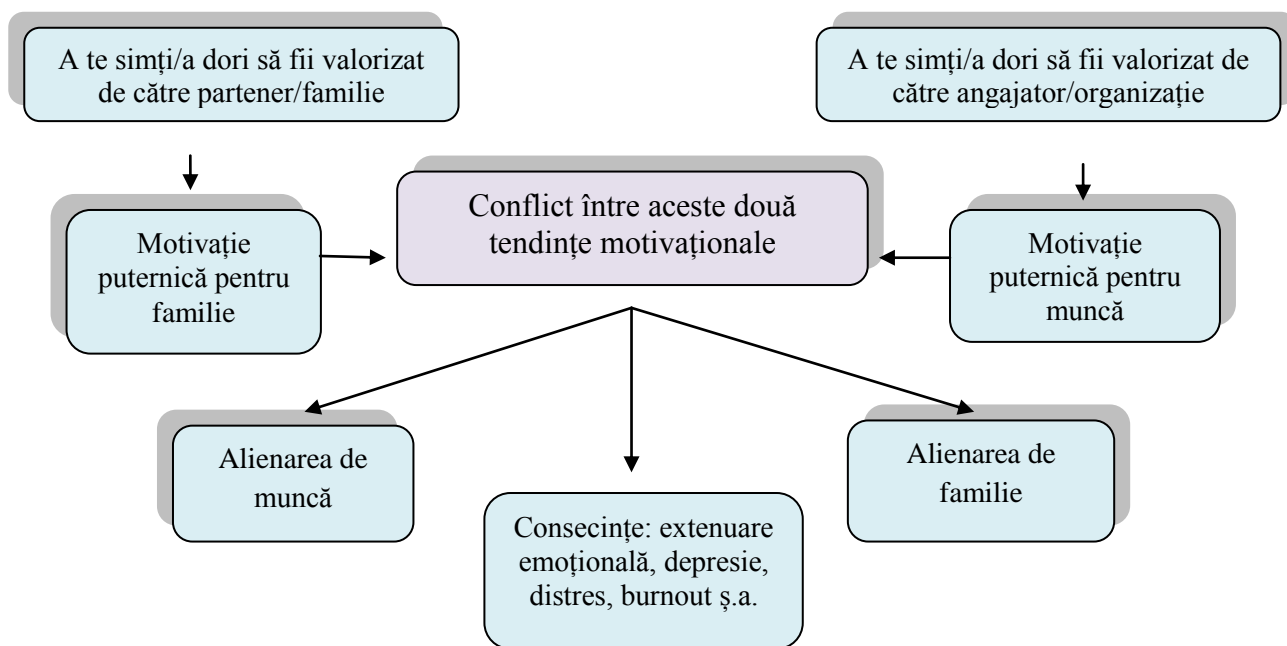 A te simți/a dori să fii valorizat
de către partener/familie
A te simți/a dori să fii valorizat de
către angajator/organizație
Conflict între aceste două
tendințe motivaționale
Motivație
puternică pentru
familie
Motivație
puternică pentru
muncă
Alienarea de
muncă
Consecințe: extenuare
emoțională, depresie,
distres, burnout ș.a.
Alienarea de
familie